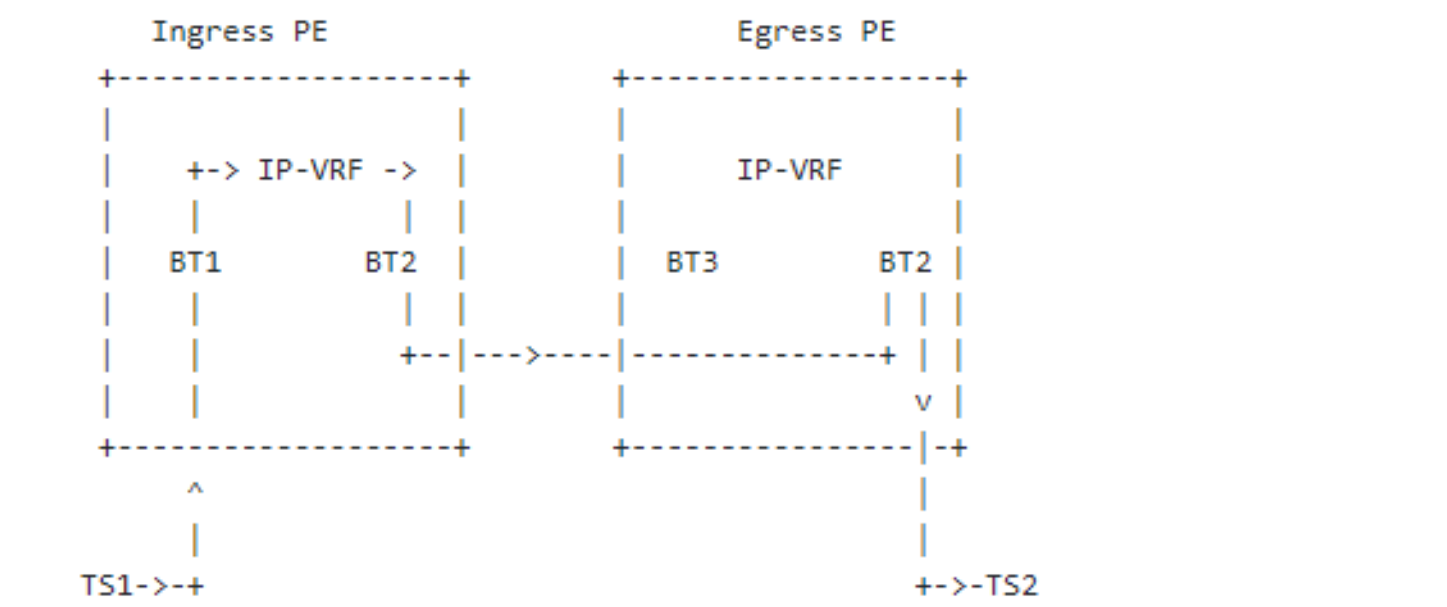 Ingress PE                         Egress PE
      +-------------------+        +------------------+
      |                   |        |                  |
      |    +-> IP-VRF ->  |        |      IP-VRF      |
      |    |           |  |        |                  |
      |   BT1        BT2  |        |  BT3         BT2 |
      |    |           |  |        |              | | |
      |    |           +--|--->----|--------------+ | |
      |    |              |        |                v |
      +-------------------+        +----------------|-+
           ^                                        |
           |                                        |
     TS1->-+                                        +->-TS2